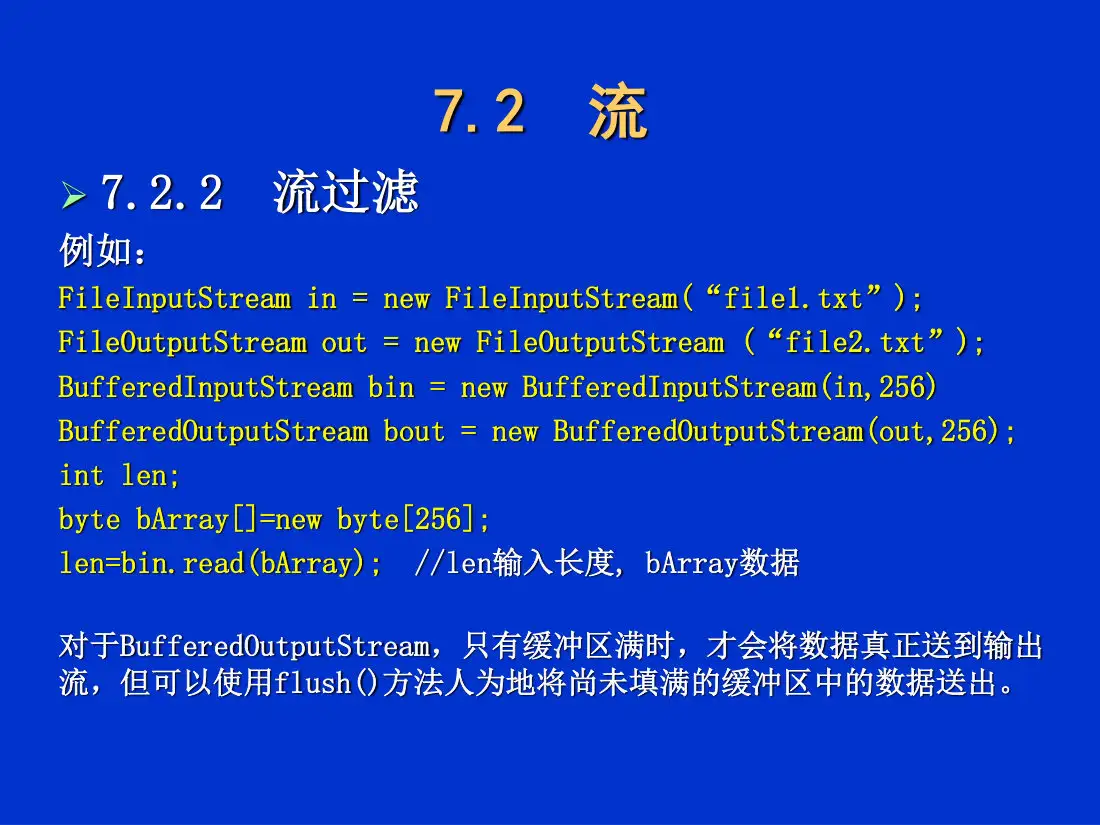 7.2 流
7.2.2 流过滤
例如：
FileInputStream in = new FileInputStream(“file1.txt”);
FileOutputStream out = new FileOutputStream (“file2.txt”);
BufferedInputStream bin = new BufferedInputStream(in,256)
BufferedOutputStream bout = new BufferedOutputStream(out,256);
int len;
byte bArray[]=new byte[256];
len=bin.read(bArray); //len输入长度, bArray数据
对于BufferedOutputStream，只有缓冲区满时，才会将数据真正送到输出
流，但可以使用flush()方法人为地将尚未填满的缓冲区中的数据送出。